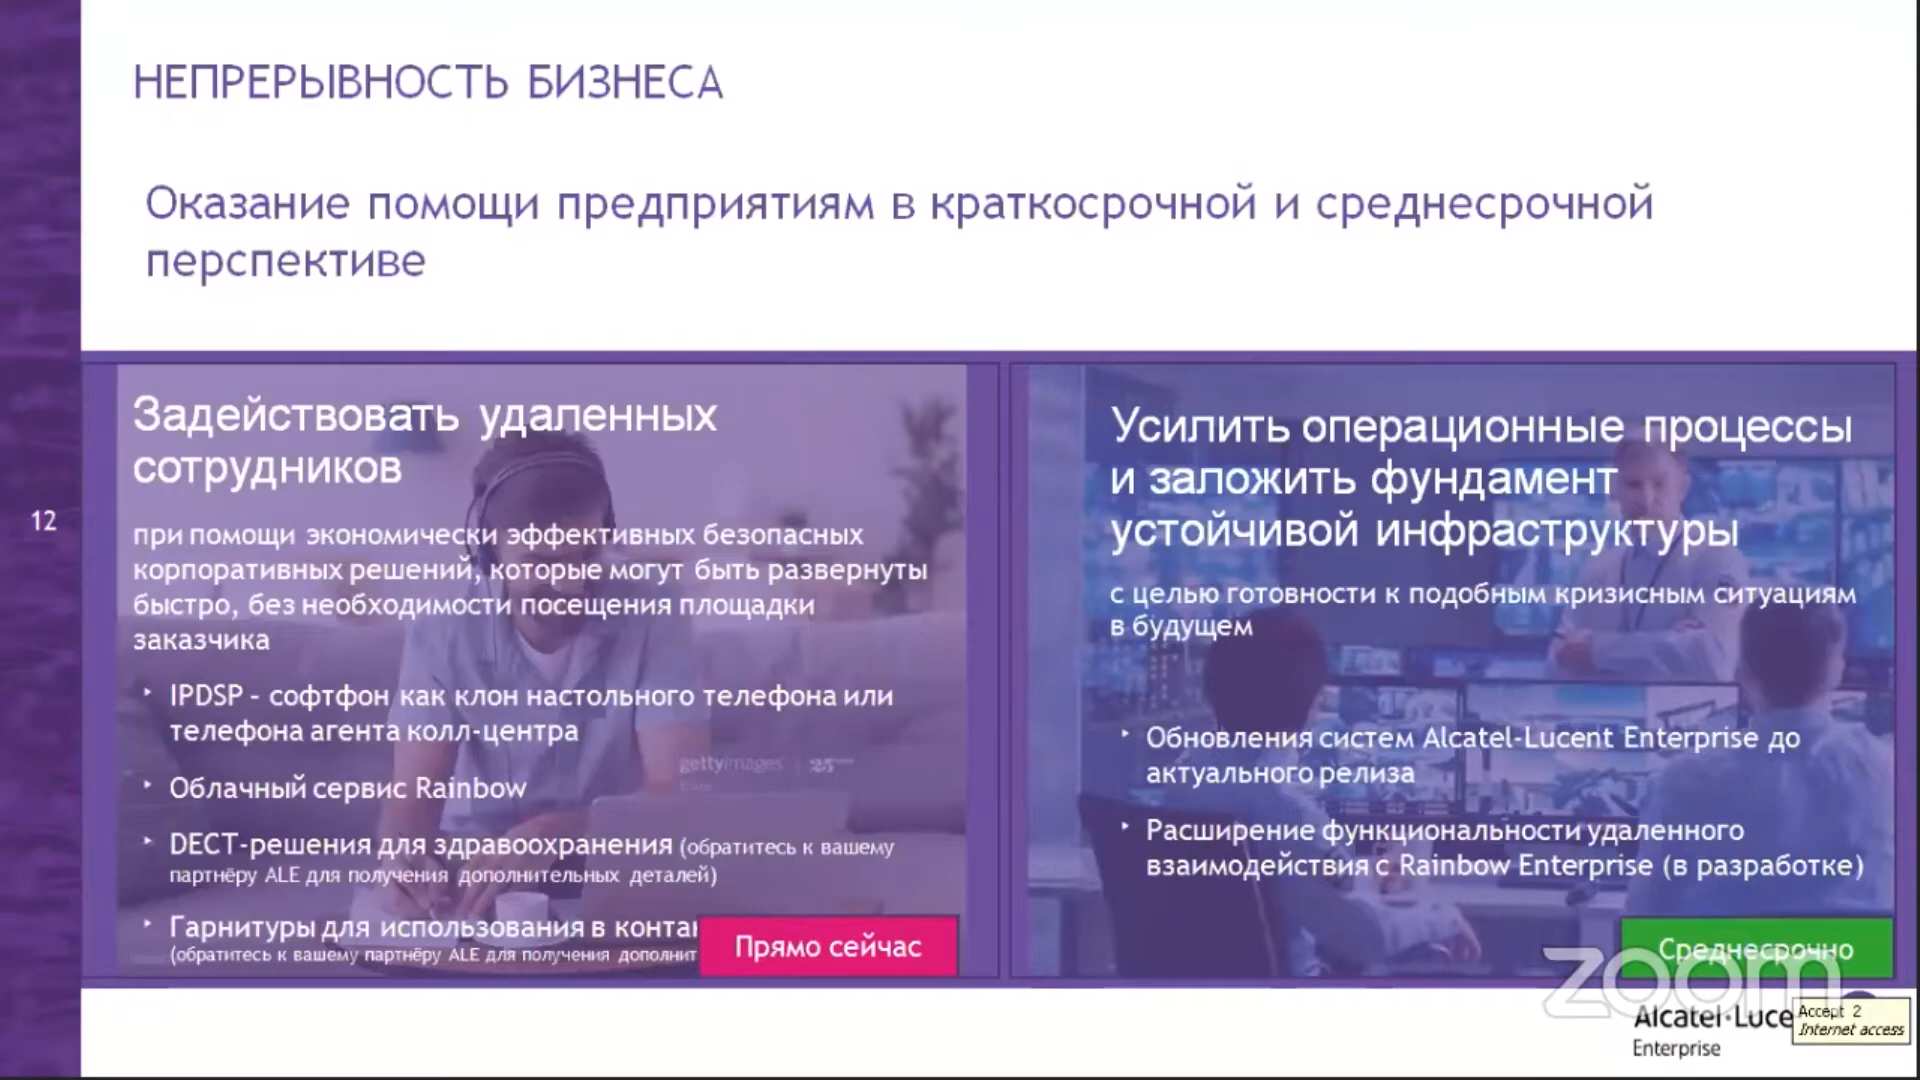 НЕПРЕРЫВНОСТЬ БИЗНЕСА
Оказание помощи предприятиям в краткосрочной и среднесрочной
перспективе
12
Задействовать удаленных
сотрудников
при помощи экономически эффективных безопасных
корпоративных решений, которые могут быть развернуты
быстро, без необходимости посещения площадки
заказчика
IPDSP - софтфон как клон настольного телефона или
телефона агента колл-центра
Облачный сервис Rainbow
DECT-решения для здравоохранения (обратитесь к вашему
партнёру ALE для получения дополнительных деталей)
Гарнитуры для использования в конта
(обратитесь к вашему партнёру ALE для получения дополнит
Прямо сейчас
gettyimages
Усилить операционные процессы
и заложить фундамент
устойчивой инфраструктуры
с целью готовности к подобным кризисным ситуациям
в будущем
Обновления систем Alcatel-Lucent Enterprise до
актуального релиза
Расширение функциональности удаленного
взаимодействия с Rainbow Enterprise (в разработке)
Среднесрочно
zoom
Alcatel·Luce
Enterprise
Accept 2
Internet access